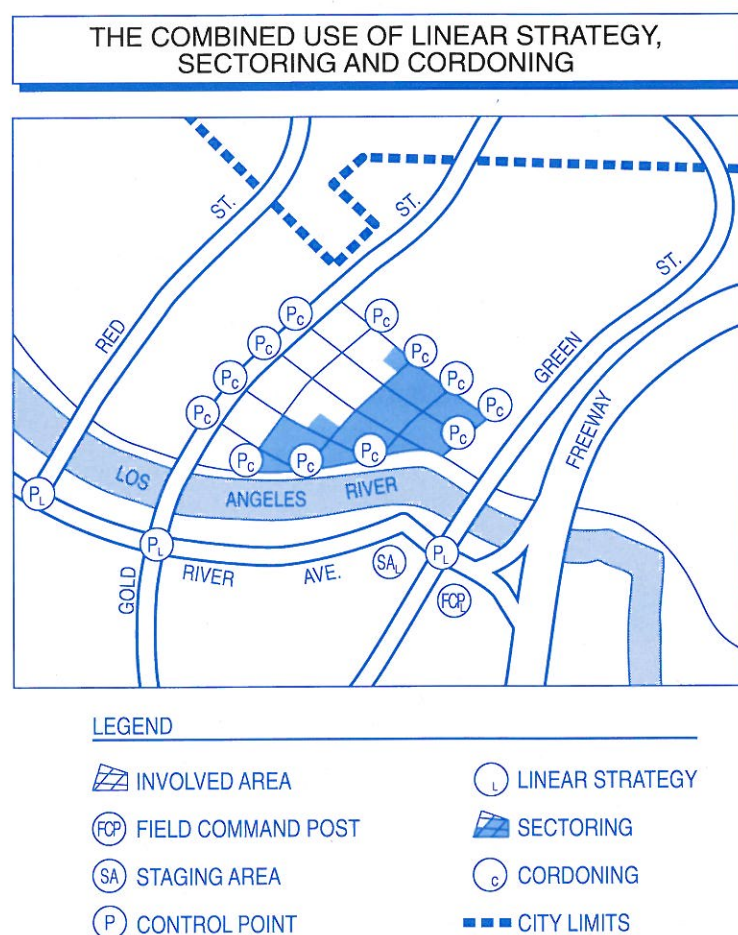 THE COMBINED USE OF LINEAR STRATEGY,
SECTORING AND CORDONING
RED ST.
GOLD ST.
GREEN ST.
FREEWAY
PC
PC
PC
PC
PC
PC
PC
PC
PC
PC
PC
PC
LOS ANGELES RIVER
PL
PL
PL
RIVER AVE.
SAL
FCPL
LEGEND
INVOLVED AREA
FCP FIELD COMMAND POST
SA STAGING AREA
P CONTROL POINT
L LINEAR STRATEGY
SECTORING
C CORDONING
CITY LIMITS